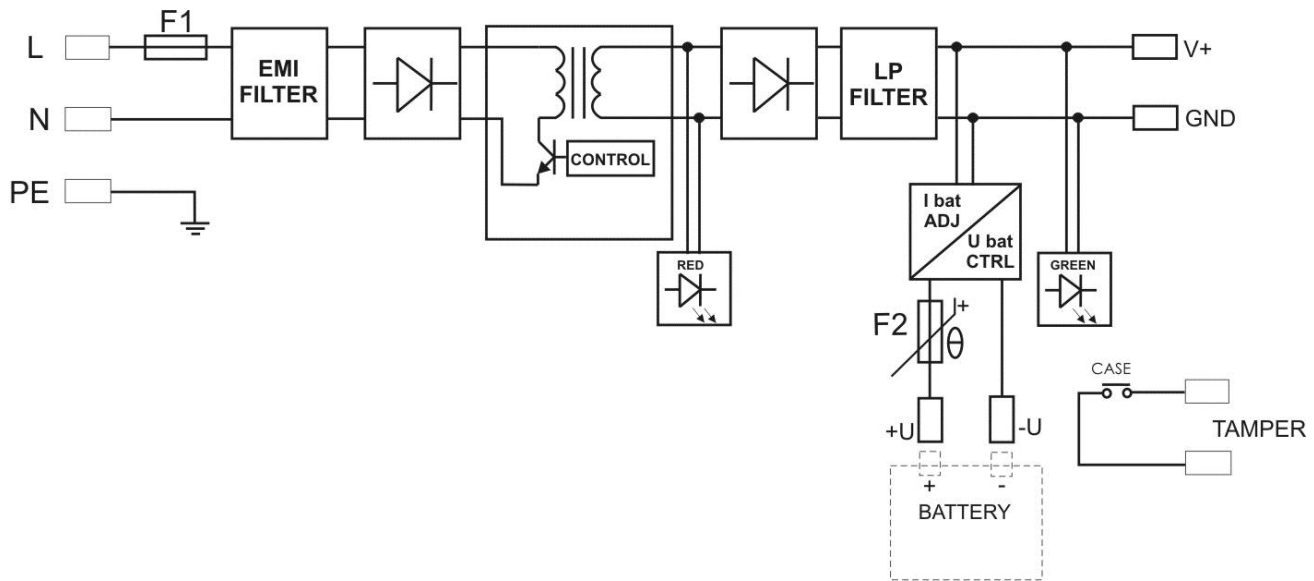 F1
L
EMI
FILTER
LP
FILTER
V+
N
GND
CONTROL
PE
I bat
ADJ
U bat
CTRL
RED
GREEN
I+
F2
θ
CASE
+U
-U
TAMPER
+
-
BATTERY